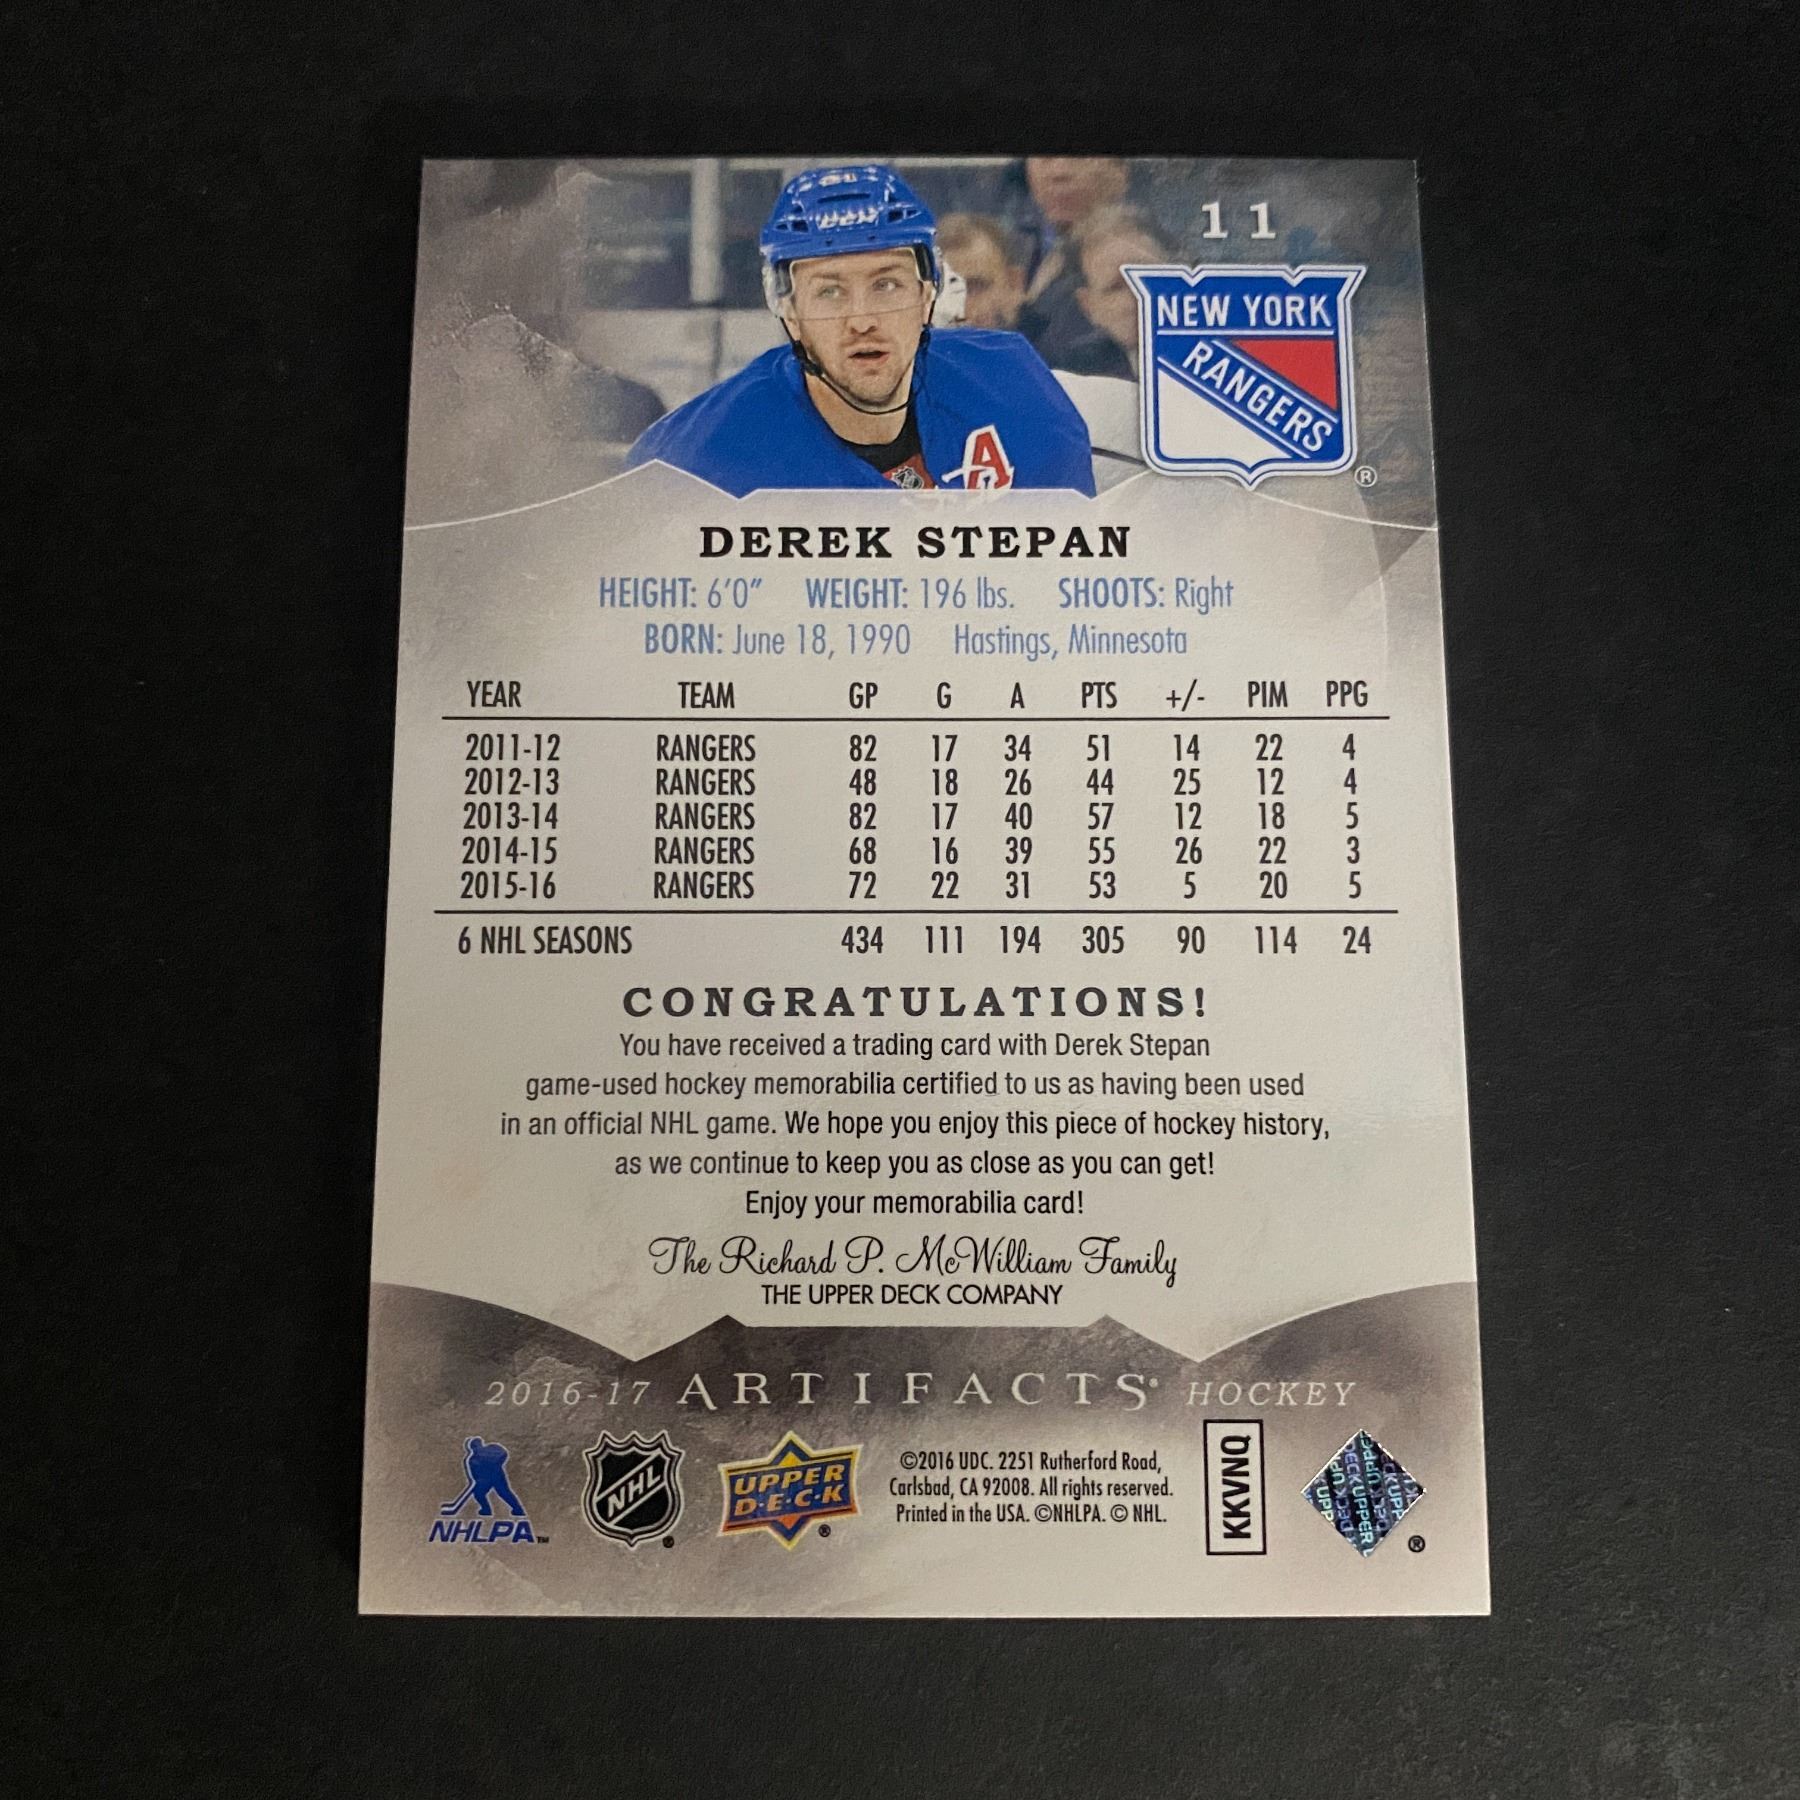 11
NEW YORK
RANGERS
®
CCM
A
DEREK STEPAN
HEIGHT: 6'0" WEIGHT: 196 lbs. SHOOTS: Right
BORN: June 18, 1990 Hastings, Minnesota
YEAR TEAM GP G A PTS +/- PIM PPG
2011-12 RANGERS 82 17 34 51 14 22 4
2012-13 RANGERS 48 18 26 44 25 12 4
2013-14 RANGERS 82 17 40 57 12 18 5
2014-15 RANGERS 68 16 39 55 26 22 3
2015-16 RANGERS 72 22 31 53 5 20 5
6 NHL SEASONS 434 111 194 305 90 114 24
CONGRATULATIONS!
You have received a trading card with Derek Stepan
game-used hockey memorabilia certified to us as having been used
in an official NHL game. We hope you enjoy this piece of hockey history,
as we continue to keep you as close as you can get!
Enjoy your memorabilia card!
The Richard P. McWilliam Family
THE UPPER DECK COMPANY
2016-17 ARTIFACTS® HOCKEY
NHLPA™
NHL®
UPPER
D·E·C·K®
©2016 UDC. 2251 Rutherford Road,
Carlsbad, CA 92008. All rights reserved.
Printed in the USA. ©NHLPA. © NHL.
KKVNQ
UPPER DECK
®